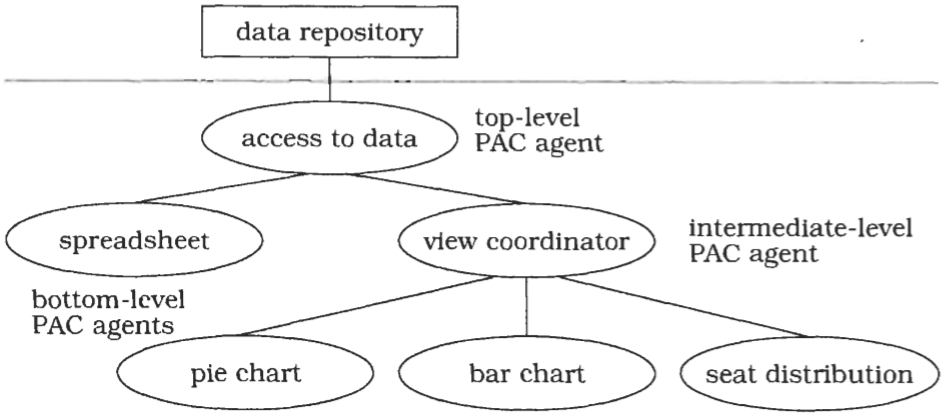 data repository
access to data
top-level
PAC agent
spreadsheet
view coordinator
intermediate-level
PAC agent
bottom-level
PAC agents
pie chart
bar chart
seat distribution